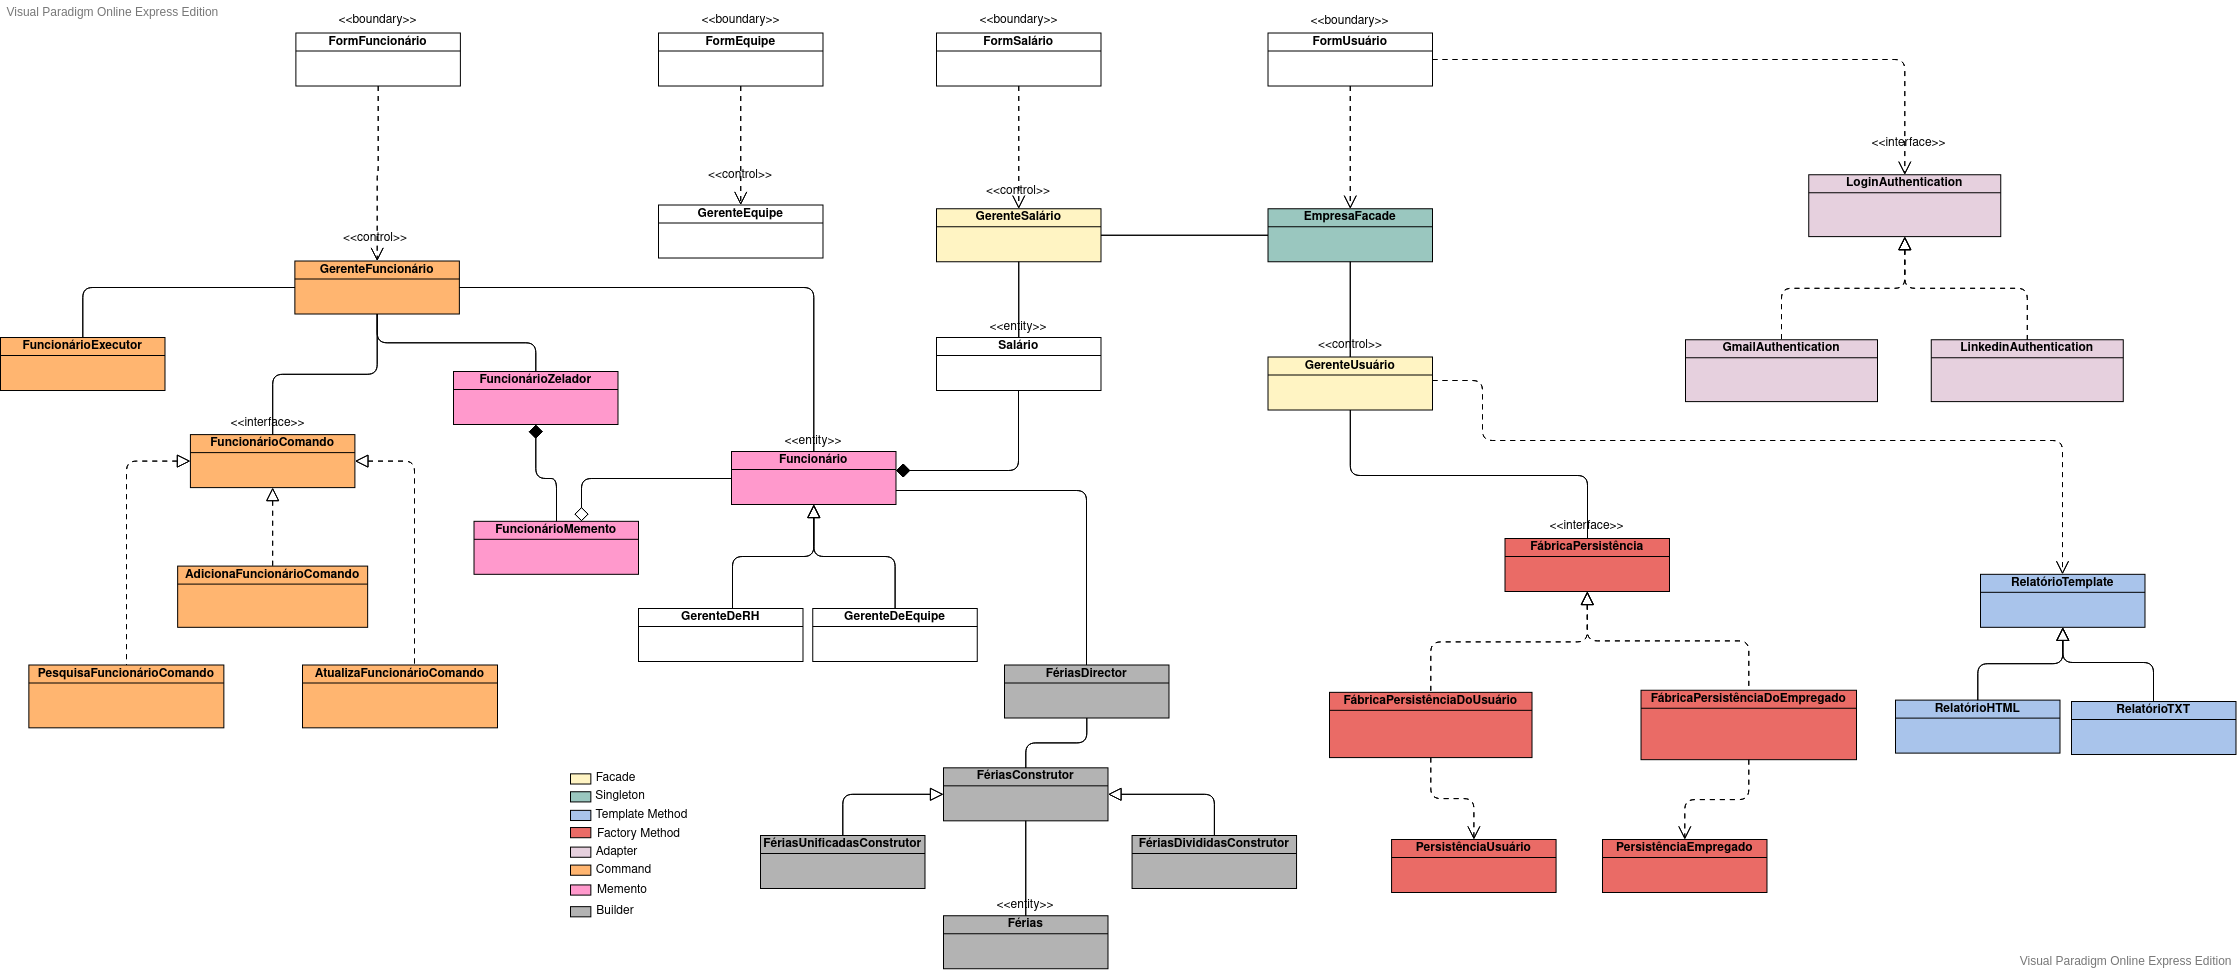 Visual Paradigm Online Express Edition
<<boundary>>
FormFuncionário
<<boundary>>
FormEquipe
<<boundary>>
FormSalário
<<boundary>>
FormUsuário
<<interface>>
LoginAuthentication
<<control>>
GerenteEquipe
<<control>>
GerenteSalário
EmpresaFacade
<<control>>
GerenteFuncionário
FuncionárioExecutor
<<entity>>
Salário
<<control>>
GerenteUsuário
GmailAuthentication
LinkedinAuthentication
FuncionárioZelador
<<interface>>
FuncionárioComando
<<entity>>
Funcionário
FuncionárioMemento
<<interface>>
FábricaPersistência
AdicionaFuncionárioComando
RelatórioTemplate
GerenteDeRH
GerenteDeEquipe
PesquisaFuncionárioComando
AtualizaFuncionárioComando
FériasDirector
FábricaPersistênciaDoUsuário
FábricaPersistênciaDoEmpregado
RelatórioHTML
RelatórioTXT
Facade
Singleton
Template Method
Factory Method
Adapter
Command
Memento
Builder
FériasConstrutor
FériasUnificadasConstrutor
FériasDivididasConstrutor
PersistênciaUsuário
PersistênciaEmpregado
<<entity>>
Férias
Visual Paradigm Online Express Edition